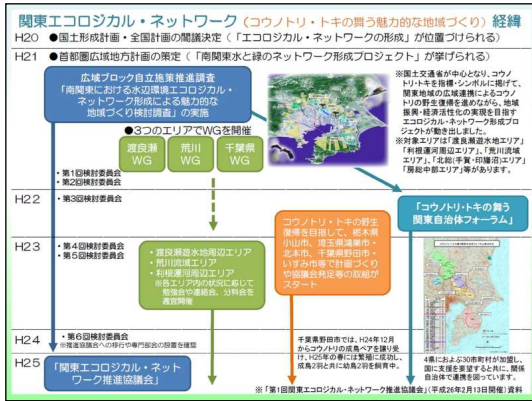 関東エコロジカル・ネットワーク（コウノトリ・トキの舞う魅力的な地域づくり）経緯
H20 ●国土形成計画・全国計画の閣議決定（「エコロジカル・ネットワークの形成」が位置づけられる）
H21 ●首都圏広域地方計画の策定（「南関東水と緑のネットワーク形成プロジェクト」が挙げられる）
広域ブロック自立施策推進調査
「南関東における水辺環境エコロジカル・
ネットワーク形成による魅力的な
地域づくり検討調査」の実施
●3つのエリアでWGを開催
渡良瀬
WG
荒川
WG
千葉県
WG
・第1回検討委員会
・第2回検討委員会
※国土交通省が中心となり、コウノ
トリ・トキを指標・シンボルに掲げて、
関東地域の広域連携によるコウノ
トリの野生復帰を進めながら、地域
振興・経済活性化の実現を目指す
エコロジカル・ネットワーク形成プロ
ジェクトが動き出しました。
※対象エリアは「渡良瀬遊水地エリア」
「利根運河周辺エリア」、「荒川流域
エリア」、「北総（手賀・印旛沼）エリア」
「房総中部エリア」等があります。
H22
・第3回検討委員会
コウノトリ・トキの野生
復帰を目指して、栃木県
小山市、埼玉県鴻巣市・
北本市、千葉県野田市・
いすみ市等で計画づくり
や協議会発足等の取組が
スタート
「コウノトリの舞う
関東自治体フォーラム」
H23
・第4回検討委員会
・第5回検討委員会
・渡良瀬遊水地周辺エリア
・荒川流域エリア
・利根運河周辺エリア
※各エリア内の状況に応じて
勉強会や連絡会、分科会を
適宜開催
H24
・第6回検討委員会
※推進協議会への移行や専門部会の設置を確認
千葉県野田市では、H24年12月
からコウノトリの成鳥ペアを譲り受
け、H25年の春には繁殖に成功し、
成鳥2羽と共に幼鳥2羽を飼育中。
4県におよぶ30市町村が加盟し、
国に支援を要望すると共に、関係
自治体で連携を図っています。
H25
「関東エコロジカル・ネット
ワーク推進協議会」
※「第1回関東エコロジカル・ネットワーク推進協議会」（平成26年2月13日開催）資料